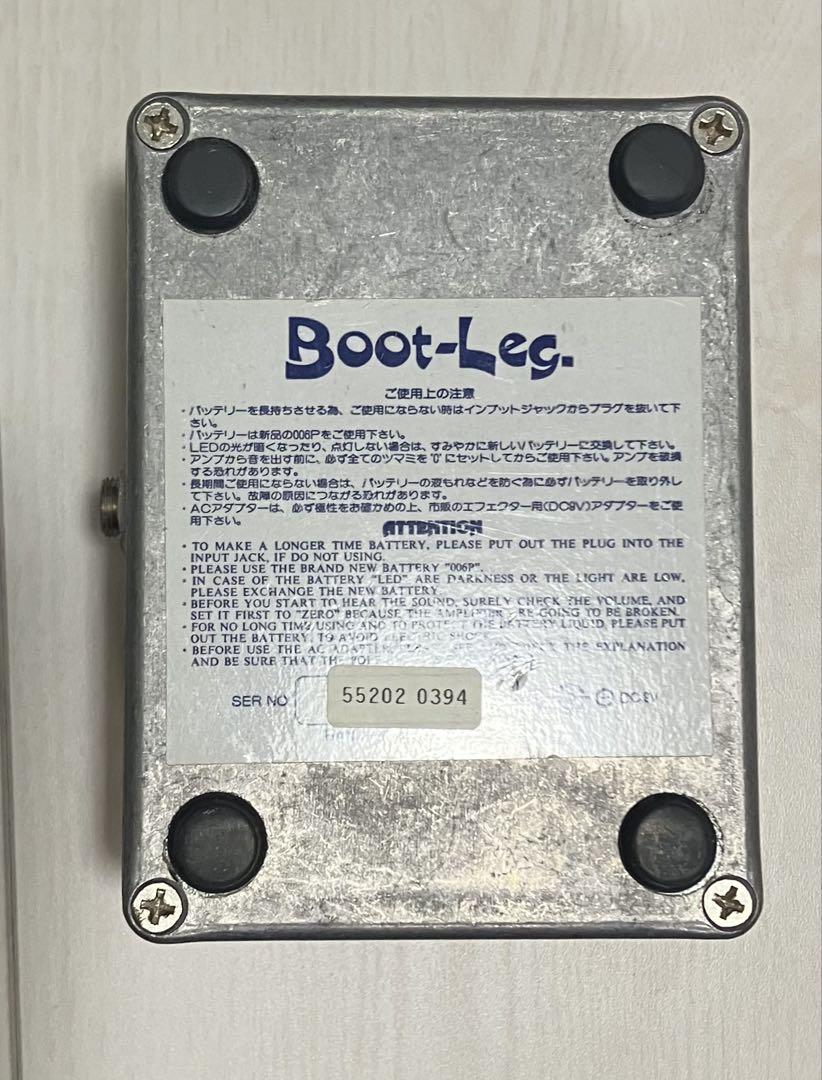 Boot-Leg.
ご使用上の注意
・バッテリーを長持ちさせる為、ご使用にならない時はインプットジャックからプラグを抜いて下
さい。
・バッテリーは新品の006Pをご使用下さい。
・LEDの光が暗くなったり、点灯しない場合は、すみやかに新しいバッテリーに交換して下さい。
・アンプから音を出す前に、必ず全てのツマミを"0"にセットしてからご使用下さい。アンプを破損
する恐れがあります。
・長期間ご使用にならない場合は、バッテリーの液もれなどを防ぐ為に必ずバッテリーを取り外し
て下さい。故障の原因につながる恐れがあります。
・ACアダプターは、必ず極性をお確かめの上、市販のエフェクター用(DC9V)アダプターをご使
用下さい。
ATTENTION
・TO MAKE A LONGER TIME BATTERY, PLEASE PUT OUT THE PLUG INTO THE
INPUT JACK, IF DO NOT USING.
・PLEASE USE THE BRAND NEW BATTERY "006P".
・IN CASE OF THE BATTERY "LED" ARE DARKNESS OR THE LIGHT ARE LOW,
PLEASE EXCHANGE THE NEW BATTERY
・BEFORE YOU START TO HEAR THE SOUND, SURELY CHECK THE VOLUME, AND
SET IT FIRST TO "ZERO" BECAUSE THE AMPLIFIER ARE GOING TO BE BROKEN.
・FOR NO LONG TIME USING AND TO PROTECT THE BATTERY LIQUID, PLEASE PUT
OUT THE BATTERY, TO AVOID ELECTRIC SHOCK
・BEFORE USE THE AC ADAPTER, THE EXPLANATION
AND BE SURE THAT THE
SER NO 55202 0394 DC9V